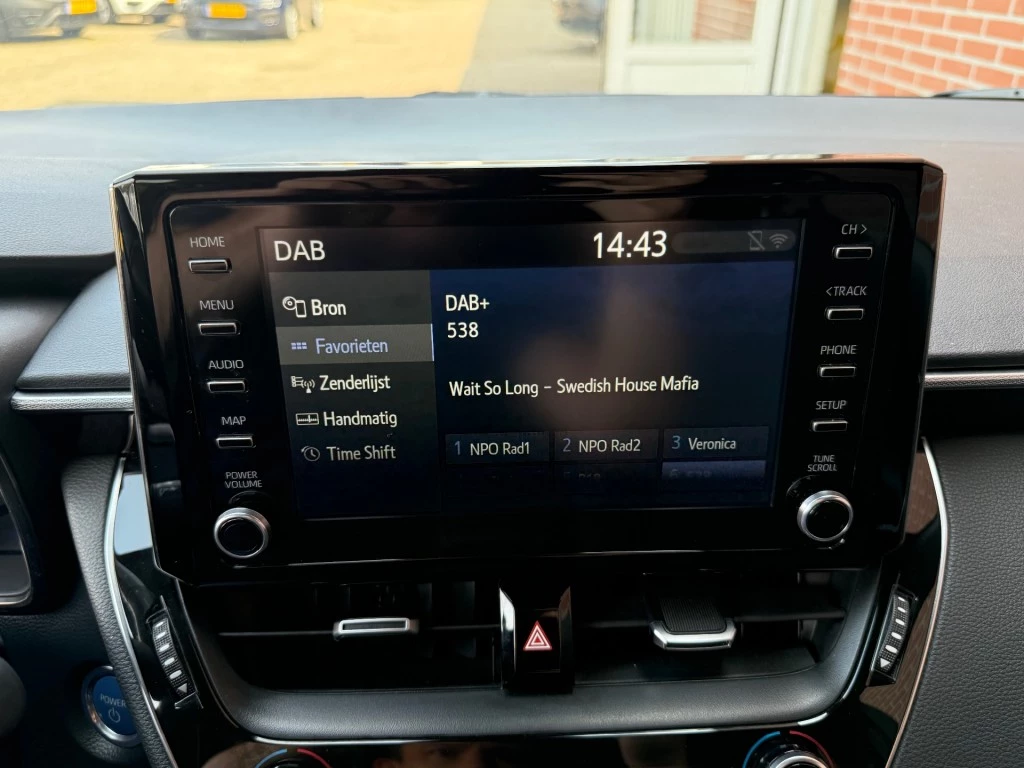 DAB
14:43
HOME
MENU
AUDIO
MAP
POWER
VOLUME
Bron
Favorieten
Zenderlijst
Handmatig
Time Shift
DAB+
538
Wait So Long - Swedish House Mafia
1 NPO Rad1
2 NPO Rad2
3 Veronica
CH >
< TRACK
PHONE
SETUP
TUNE
SCROLL
POWER